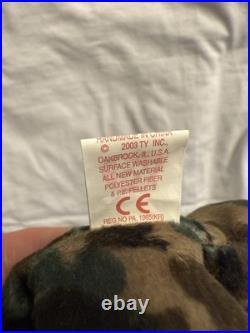 HANDMADE IN CHINA
© 2003 TY INC.,
OAKBROOK, IL, U.S.A.
SURFACE WASHABLE
ALL NEW MATERIAL
POLYESTER FIBER
& P.E. PELLETS
CE
REG NO PA. 1965(KR)